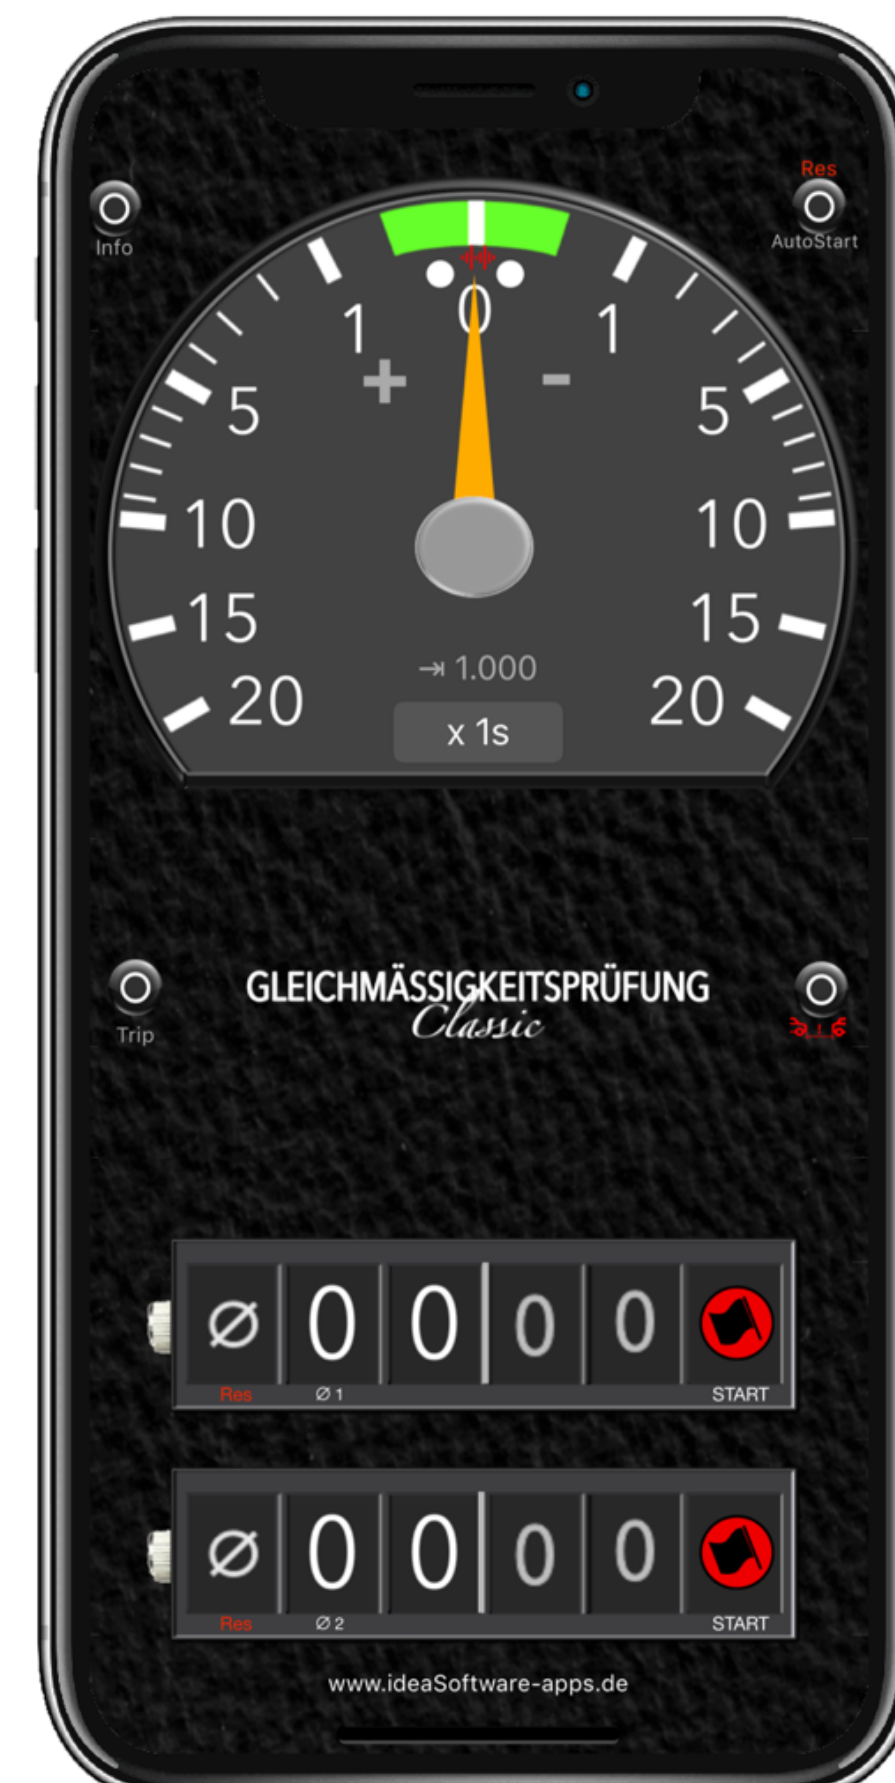 Res
Info
AutoStart
1 0 1
+ -
5 5
10 10
15 15
⇥ 1.000
20 20
x 1s
GLEICHMÄSSIGKEITSPRÜFUNG
Classic
Trip
Ø 0 0 0 0
Res Ø 1 START
Ø 0 0 0 0
Res Ø 2 START
www.ideaSoftware-apps.de